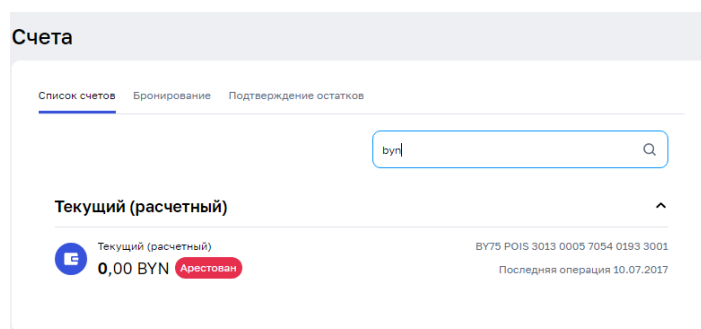 Счета
Список счетов Бронирование Подтверждение остатков
byn
Текущий (расчетный)
Текущий (расчетный) BY75 POIS 3013 0005 7054 0193 3001
0,00 BYN Арестован Последняя операция 10.07.2017